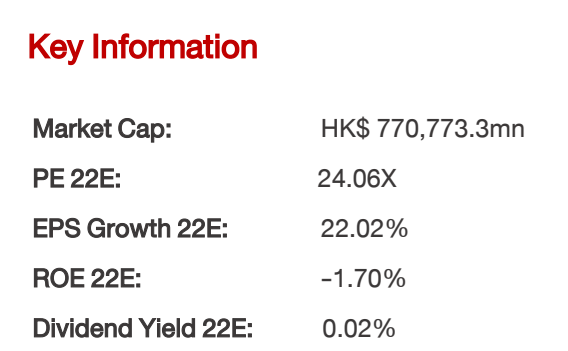 Key Information
Market Cap: HK$ 770,773.3mn
PE 22E: 24.06X
EPS Growth 22E: 22.02%
ROE 22E: -1.70%
Dividend Yield 22E: 0.02%